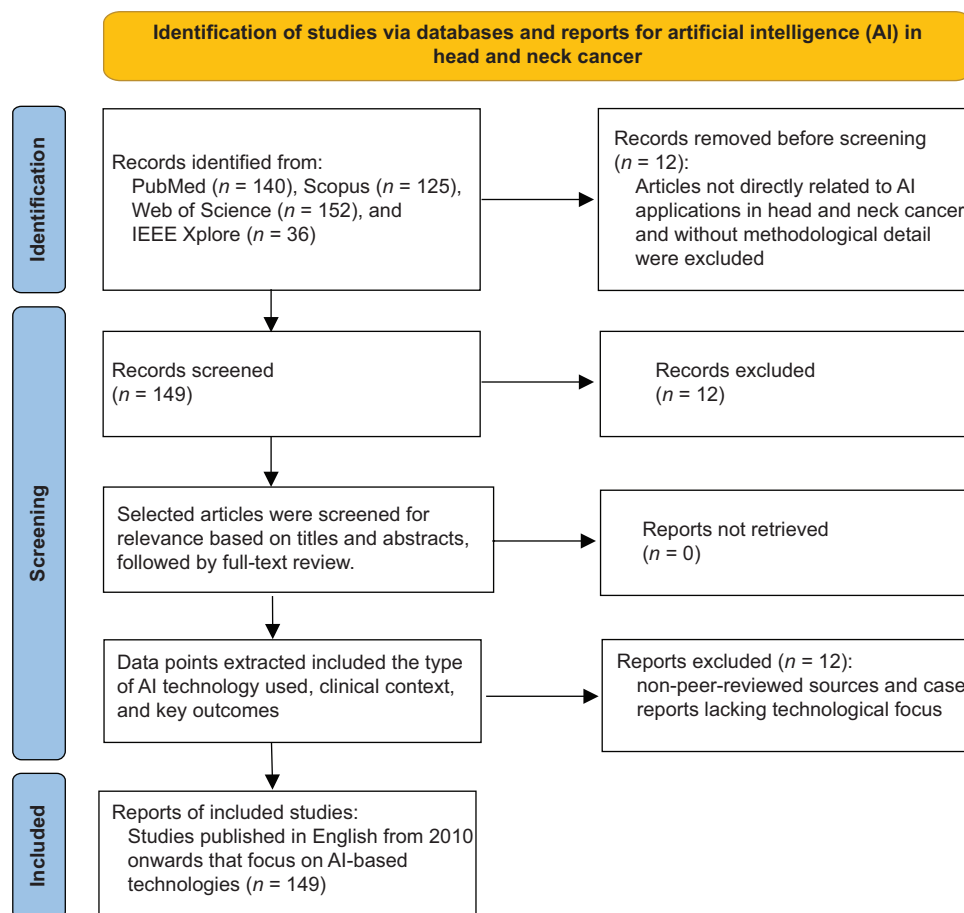 Identification of studies via databases and reports for artificial intelligence (AI) in
head and neck cancer
Identification
Records identified from:
PubMed (n = 140), Scopus (n = 125),
Web of Science (n = 152), and
IEEE Xplore (n = 36)
Records removed before screening
(n = 12):
Articles not directly related to AI
applications in head and neck cancer
and without methodological detail
were excluded
Screening
Records screened
(n = 149)
Records excluded
(n = 12)
Selected articles were screened for
relevance based on titles and abstracts,
followed by full-text review.
Reports not retrieved
(n = 0)
Data points extracted included the type
of AI technology used, clinical context,
and key outcomes
Reports excluded (n = 12):
non-peer-reviewed sources and case
reports lacking technological focus
Included
Reports of included studies:
Studies published in English from 2010
onwards that focus on AI-based
technologies (n = 149)